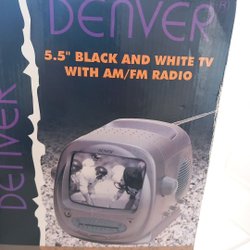 DENVER
5.5" BLACK AND WHITE TV
WITH AM/FM RADIO
DENVER